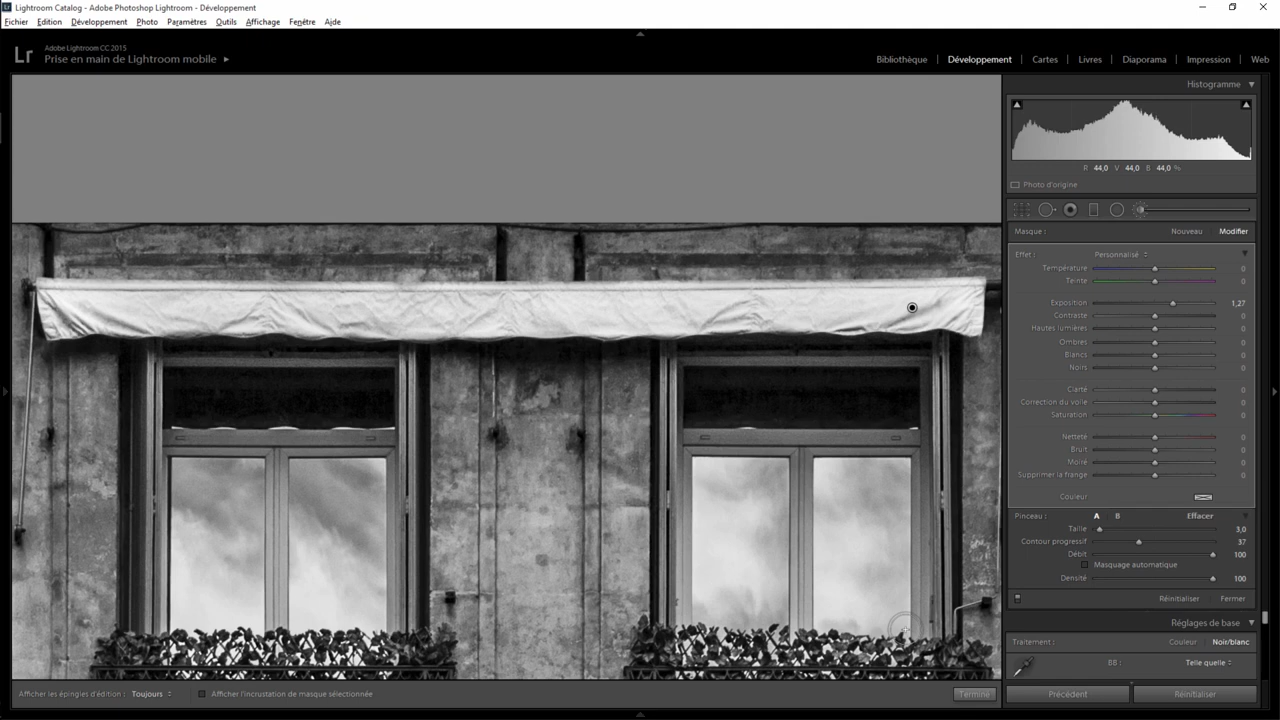 Lightroom Catalog - Adobe Photoshop Lightroom - Développement
Fichier Edition Développement Photo Paramètres Outils Affichage Fenêtre Aide
Lr
Adobe Lightroom CC 2015
Prise en main de Lightroom mobile
Bibliothèque | Développement | Cartes | Livres | Diaporama | Impression | Web
Histogramme
R 44,0 V 44,0 B 44,0 %
Photo d'origine
Masque : Nouveau Modifier
Effet : Personnalisé
Température 0
Teinte 0
Exposition 1,27
Contraste 0
Hautes lumières 0
Ombres 0
Blancs 0
Noirs 0
Clarté 0
Correction du voile 0
Saturation 0
Netteté 0
Bruit 0
Moiré 0
Supprimer la frange 0
Couleur
Pinceau : A B Effacer
Taille 3,0
Contour progressif 37
Débit 100
Masquage automatique
Densité 100
Réinitialiser Fermer
Réglages de base
Traitement : Couleur Noir/blanc
BB : Telle quelle
Afficher les épingles d'édition : Toujours Afficher l'incrustation de masque sélectionnée Terminé
Précédent Réinitialiser